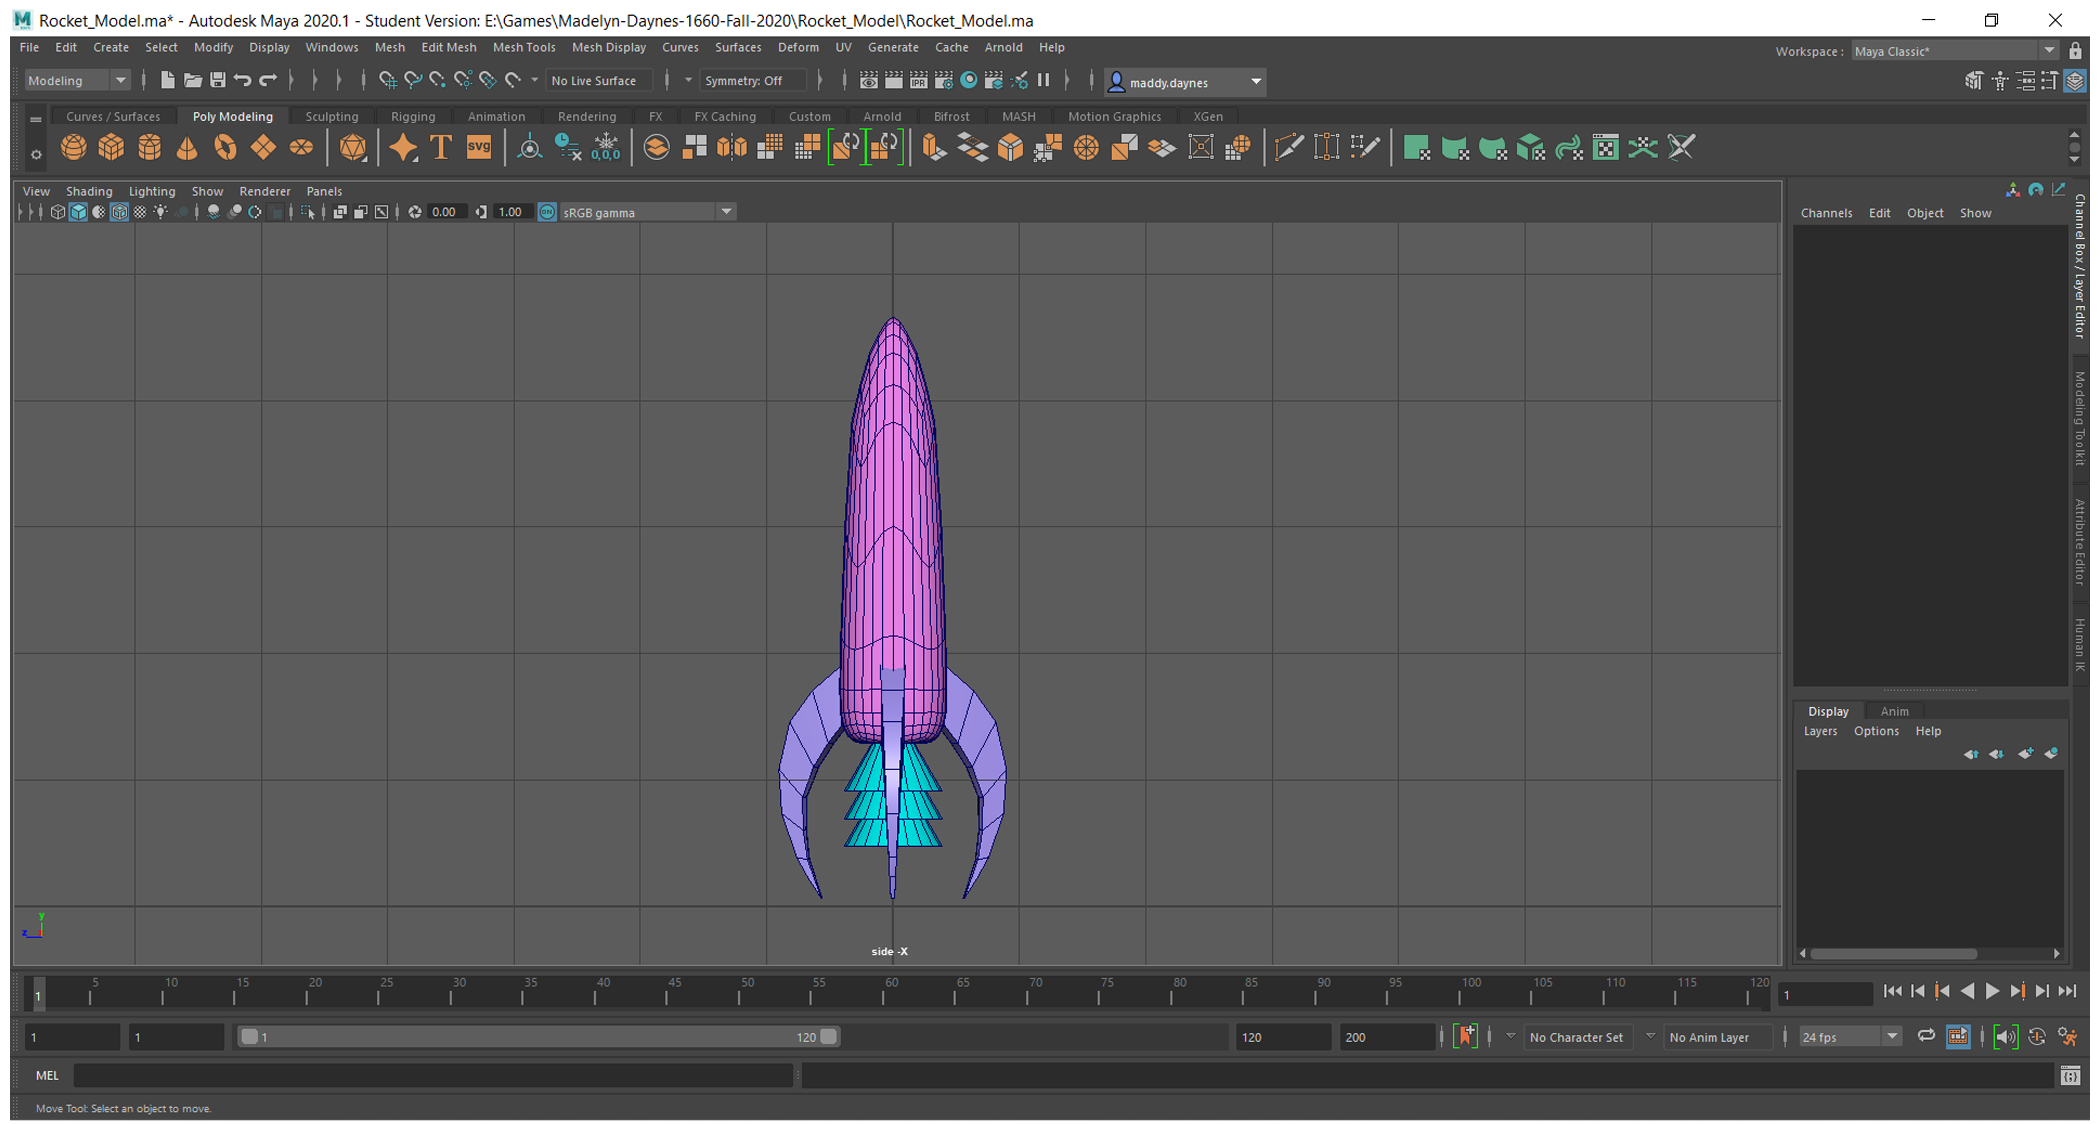 Rocket_Model.ma* - Autodesk Maya 2020.1 - Student Version: E:\Games\Madelyn-Daynes-1660-Fall-2020\Rocket_Model\Rocket_Model.ma
File Edit Create Select Modify Display Windows Mesh Edit Mesh Mesh Tools Mesh Display Curves Surfaces Deform UV Generate Cache Arnold Help
Workspace : Maya Classic*
Modeling No Live Surface Symmetry: Off maddy.daynes
Curves / Surfaces Poly Modeling Sculpting Rigging Animation Rendering FX FX Caching Custom Arnold Bifrost MASH Motion Graphics XGen
T SVG 0,0,0
IPR
View Shading Lighting Show Renderer Panels
0.00 1.00 ON sRGB gamma
Channels Edit Object Show
Channel Box / Layer Editor
Modeling Toolkit
Attribute Editor
Human IK
Display Anim
Layers Options Help
y
z
side -X
1 5 10 15 20 25 30 35 40 45 50 55 60 65 70 75 80 85 90 95 100 105 110 115 120
1
1 1 1 120 120 200 No Character Set No Anim Layer 24 fps
MEL
Move Tool: Select an object to move.